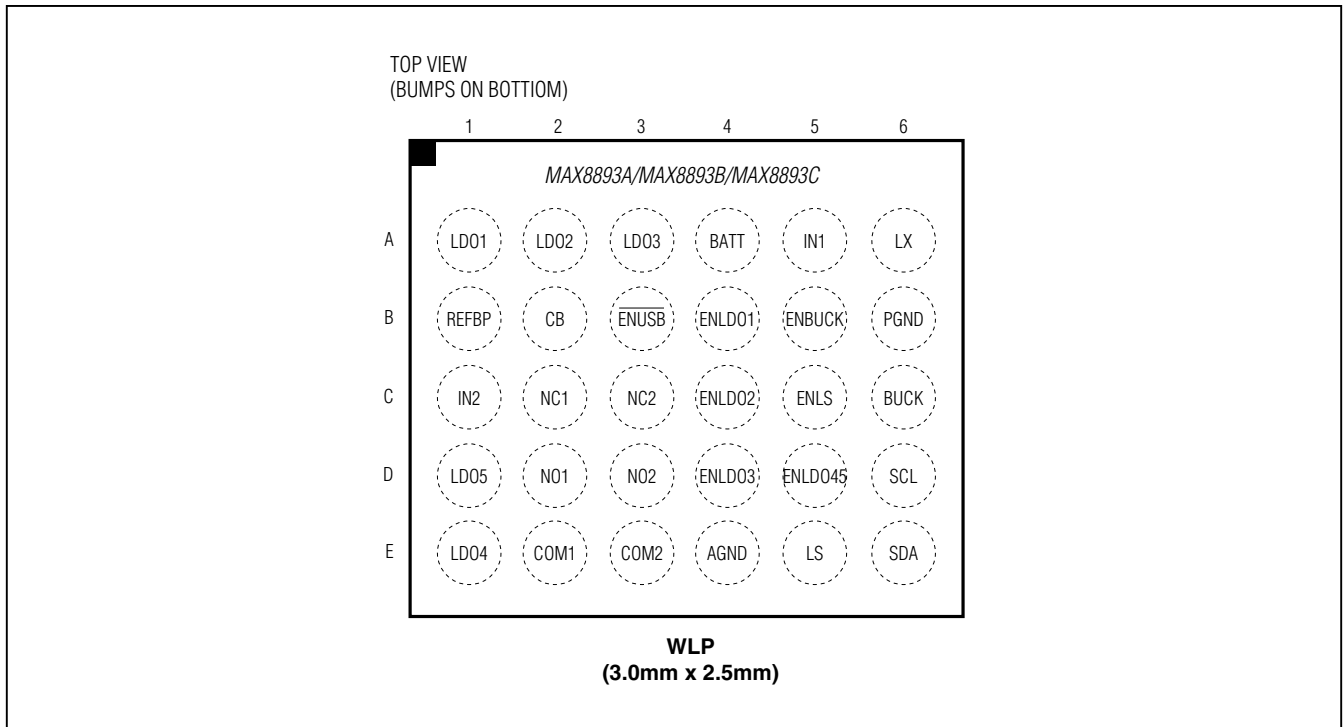 TOP VIEW
(BUMPS ON BOTTIOM)
1 2 3 4 5 6
MAX8893A/MAX8893B/MAX8893C
A LDO1 LDO2 LDO3 BATT IN1 LX
B REFBP CB E̅N̅U̅S̅B̅ ENLDO1 ENBUCK PGND
C IN2 NC1 NC2 ENLDO2 ENLS BUCK
D LDO5 NO1 NO2 ENLDO3 ENLDO45 SCL
E LDO4 COM1 COM2 AGND LS SDA
WLP
(3.0mm x 2.5mm)